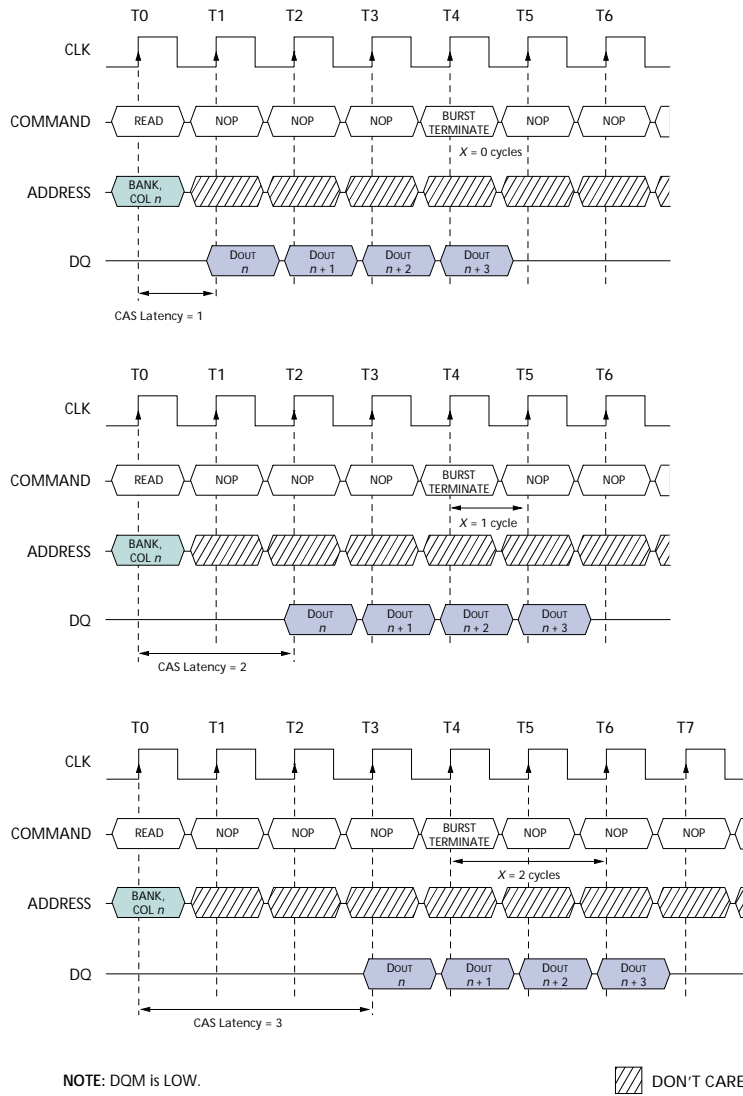 T0 T1 T2 T3 T4 T5 T6
CLK
COMMAND READ NOP NOP NOP BURST TERMINATE NOP NOP
X = 0 cycles
ADDRESS BANK, COL n
DQ DOUT n DOUT n + 1 DOUT n + 2 DOUT n + 3
CAS Latency = 1
T0 T1 T2 T3 T4 T5 T6
CLK
COMMAND READ NOP NOP NOP BURST TERMINATE NOP NOP
X = 1 cycle
ADDRESS BANK, COL n
DQ DOUT n DOUT n + 1 DOUT n + 2 DOUT n + 3
CAS Latency = 2
T0 T1 T2 T3 T4 T5 T6 T7
CLK
COMMAND READ NOP NOP NOP BURST TERMINATE NOP NOP NOP
X = 2 cycles
ADDRESS BANK, COL n
DQ DOUT n DOUT n + 1 DOUT n + 2 DOUT n + 3
CAS Latency = 3
NOTE: DQM is LOW. DON'T CARE